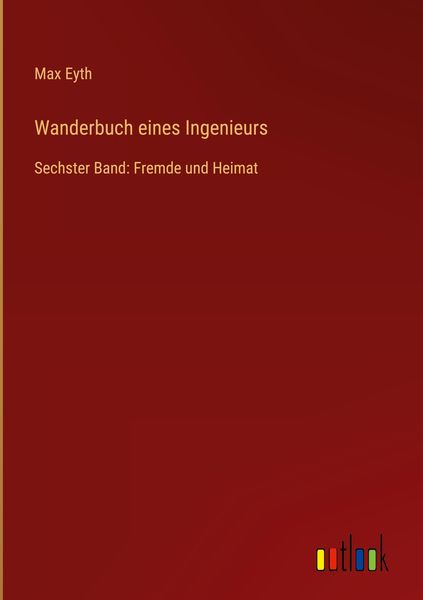 Max Eyth
Wanderbuch eines Ingenieurs
Sechster Band: Fremde und Heimat
outlook